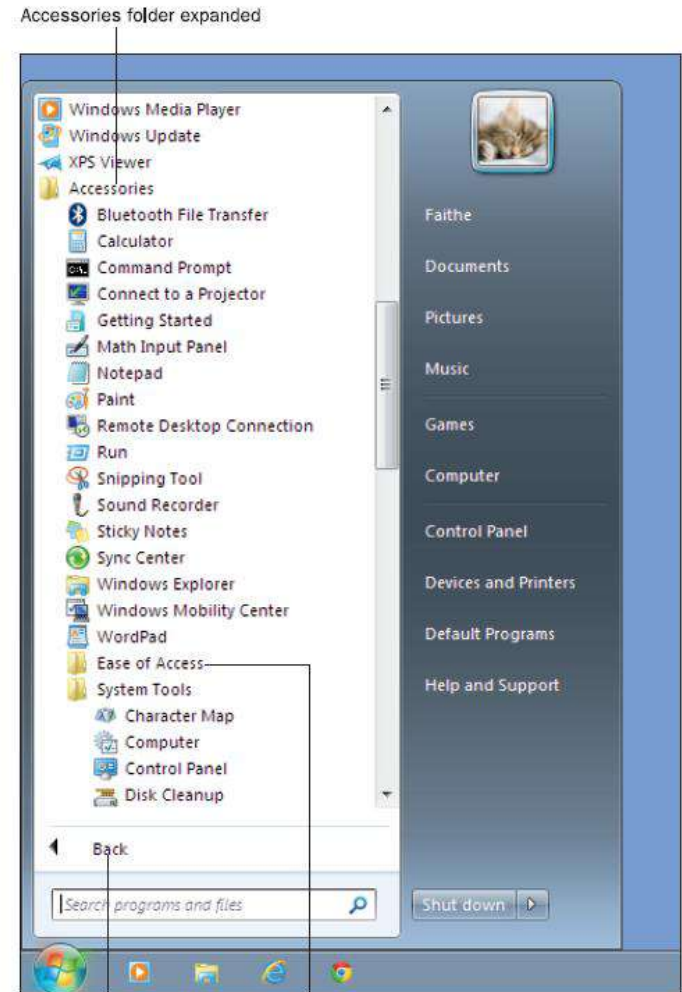 Accessories folder expanded
Windows Media Player
Windows Update
XPS Viewer
Accessories
Bluetooth File Transfer
Calculator
Command Prompt
Connect to a Projector
Getting Started
Math Input Panel
Notepad
Paint
Remote Desktop Connection
Run
Snipping Tool
Sound Recorder
Sticky Notes
Sync Center
Windows Explorer
Windows Mobility Center
WordPad
Ease of Access
System Tools
Character Map
Computer
Control Panel
Disk Cleanup
Back
Search programs and files
Faithe
Documents
Pictures
Music
Games
Computer
Control Panel
Devices and Printers
Default Programs
Help and Support
Shut down